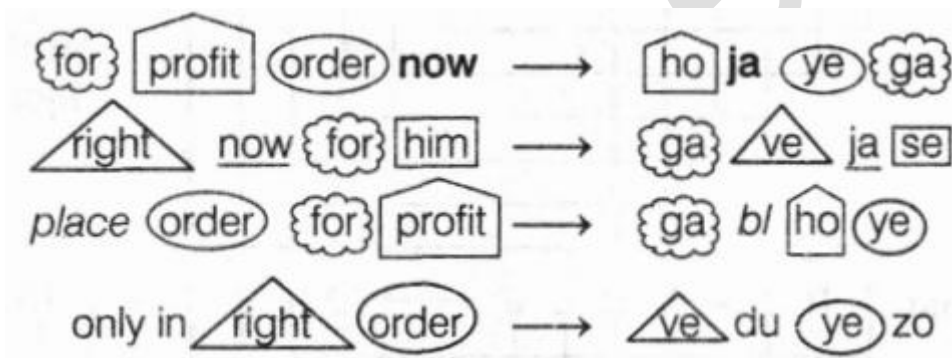 for profit order now → ho ja ye ga
right now for him → ga ve ja se
place order for profit → ga bl ho ye
only in right order → ve du ye zo